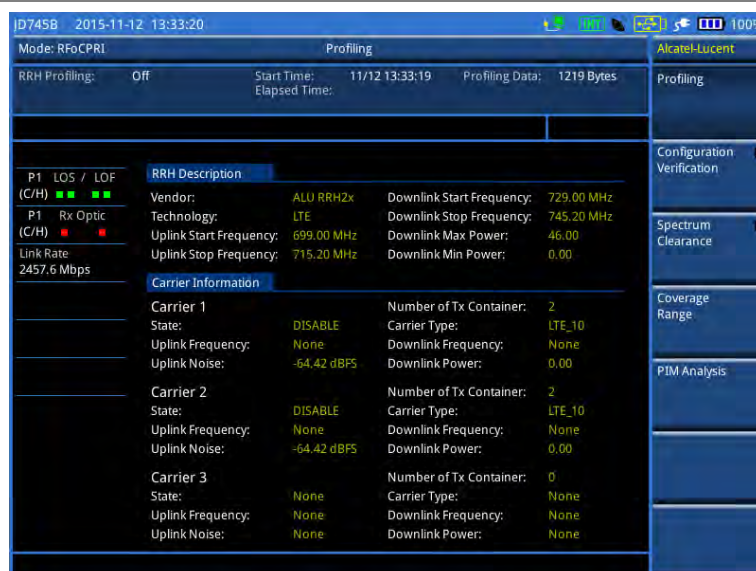 JD745B 2015-11-12 13:33:20 100%
Mode: RFoCPRI Profiling Alcatel-Lucent
RRH Profiling: Off Start Time: 11/12 13:33:19 Profiling Data: 1219 Bytes
Elapsed Time:
Profiling
Configuration
Verification
Spectrum
Clearance
Coverage
Range
PIM Analysis
P1 LOS / LOF
(C/H)
P1 Rx Optic
(C/H)
Link Rate
2457.6 Mbps
RRH Description
Vendor: ALU RRH2x Downlink Start Frequency: 729.00 MHz
Technology: LTE Downlink Stop Frequency: 745.20 MHz
Uplink Start Frequency: 699.00 MHz Downlink Max Power: 46.00
Uplink Stop Frequency: 715.20 MHz Downlink Min Power: 0.00
Carrier Information
Carrier 1 Number of Tx Container: 2
State: DISABLE Carrier Type: LTE_10
Uplink Frequency: None Downlink Frequency: None
Uplink Noise: -64.42 dBFS Downlink Power: 0.00
Carrier 2 Number of Tx Container: 2
State: DISABLE Carrier Type: LTE_10
Uplink Frequency: None Downlink Frequency: None
Uplink Noise: -64.42 dBFS Downlink Power: 0.00
Carrier 3 Number of Tx Container: 0
State: None Carrier Type: None
Uplink Frequency: None Downlink Frequency: None
Uplink Noise: None Downlink Power: None